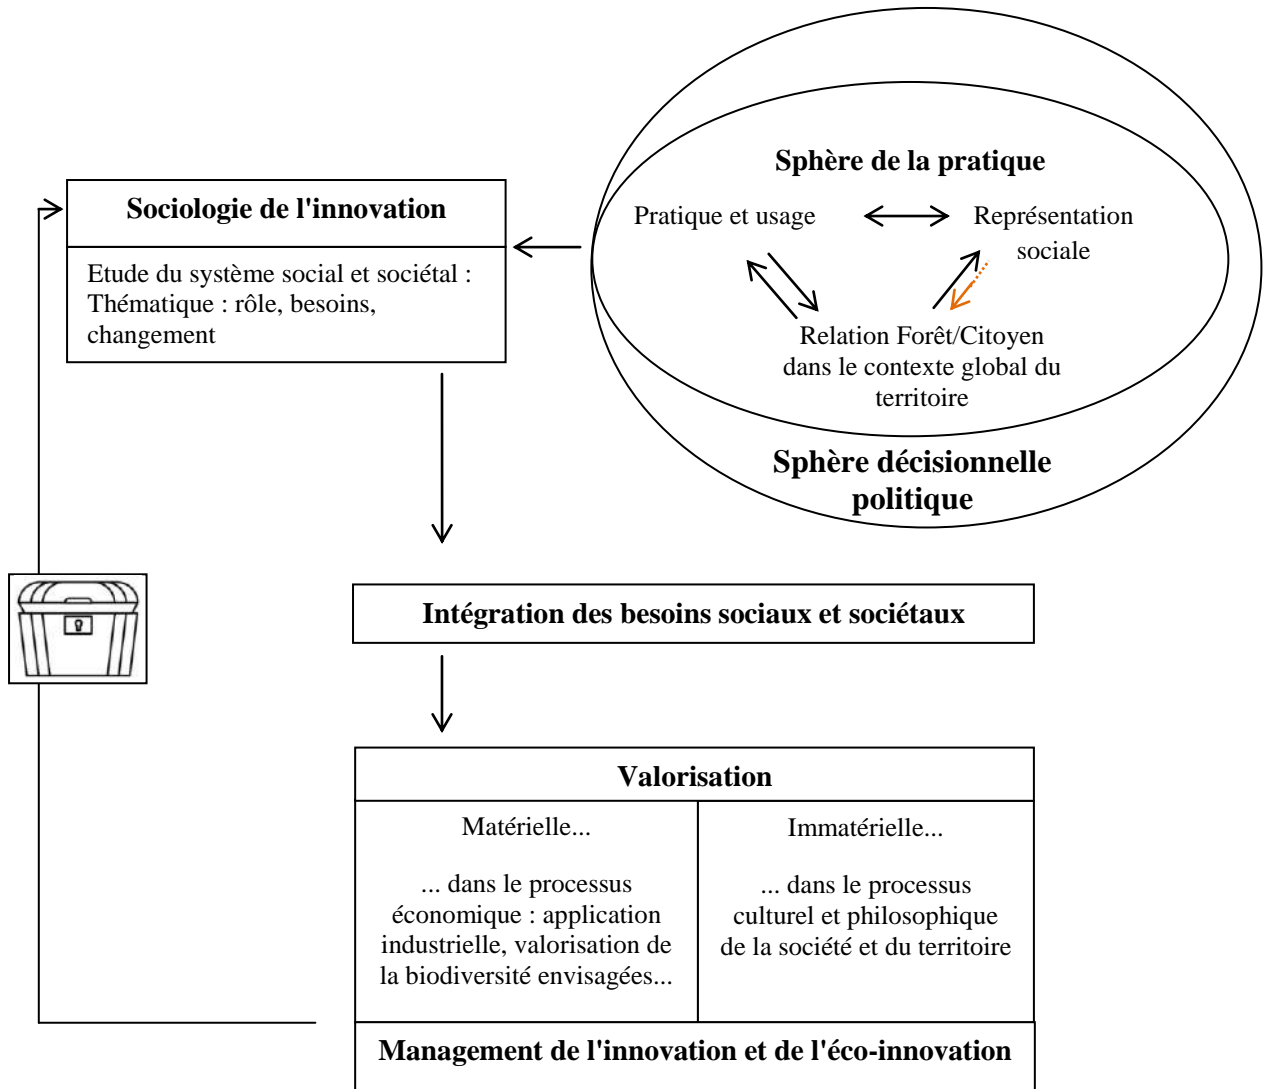 Sphère de la pratique
Pratique et usage
Représentation
sociale
Relation Forêt/Citoyen
dans le contexte global du
territoire
Sphère décisionnelle
politique
Sociologie de l'innovation
Etude du système social et sociétal :
Thématique : rôle, besoins,
changement
Intégration des besoins sociaux et sociétaux
Valorisation
Matérielle...
... dans le processus
économique : application
industrielle, valorisation de
la biodiversité envisagées...
Immatérielle...
... dans le processus
culturel et philosophique
de la société et du territoire
Management de l'innovation et de l'éco-innovation